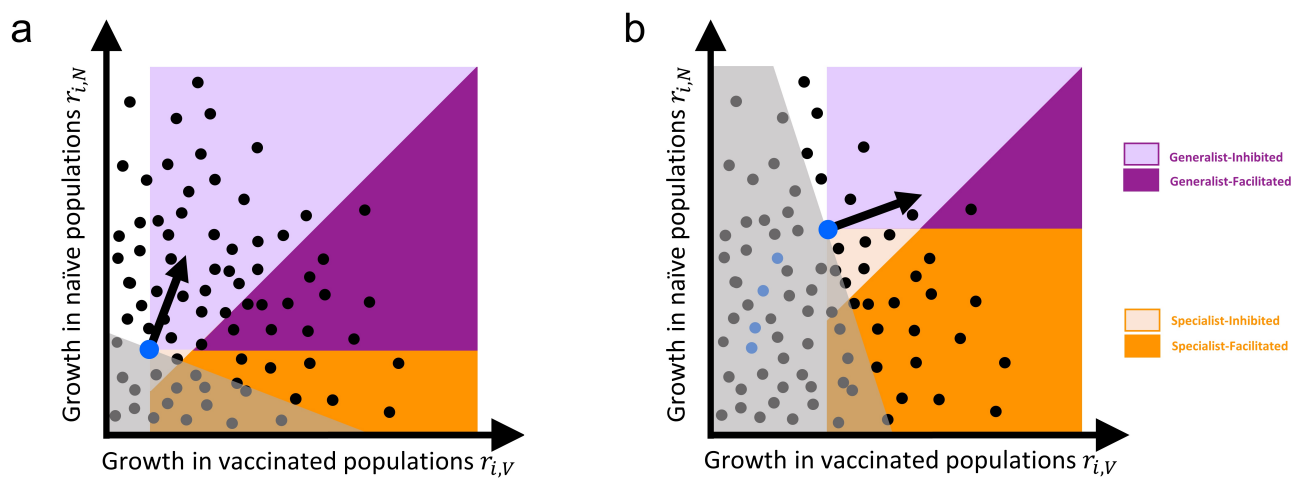 a
Growth in naïve populations r_{i,N}
Growth in vaccinated populations r_{i,V}
b
Growth in naïve populations r_{i,N}
Growth in vaccinated populations r_{i,V}
Generalist-Inhibited
Generalist-Facilitated
Specialist-Inhibited
Specialist-Facilitated